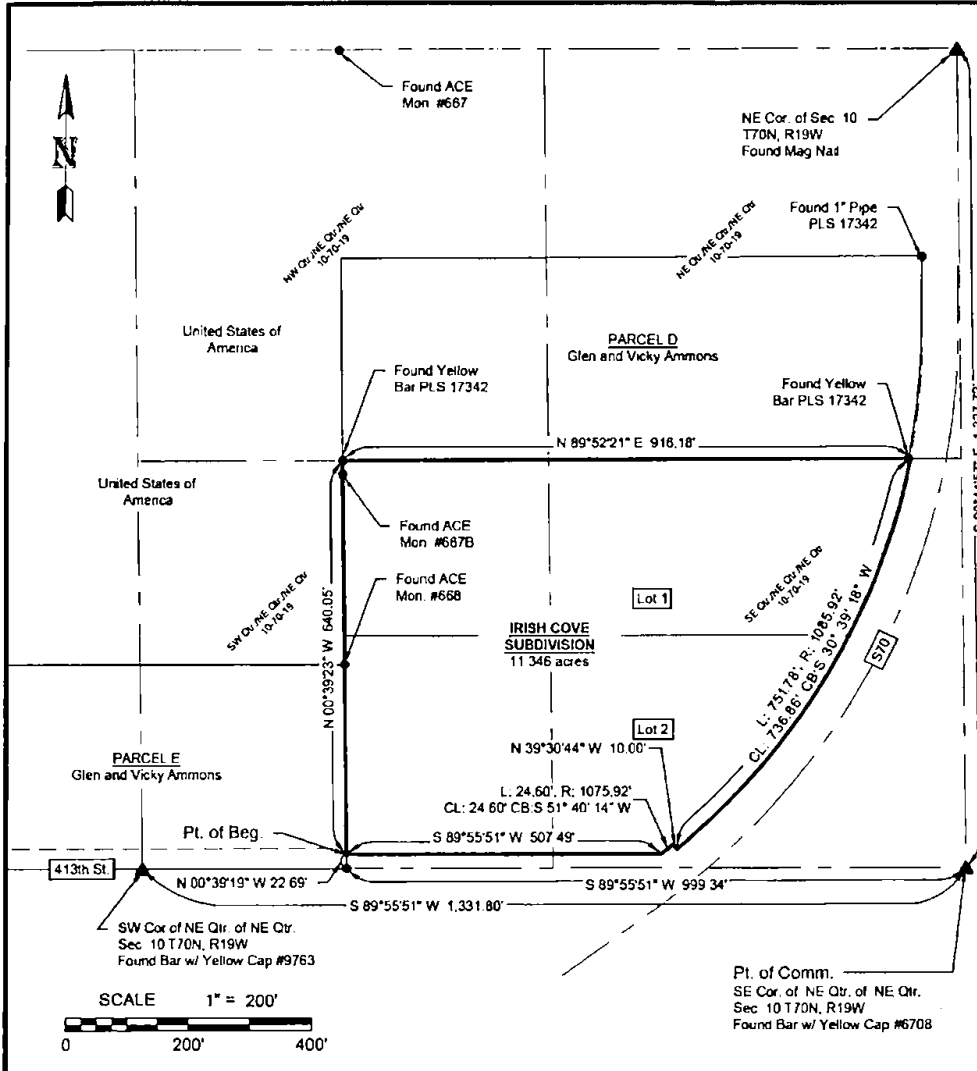 Found ACE
Mon #667
NE Cor. of Sec 10
T70N, R19W
Found Mag Nail
N
Found 1" Pipe
PLS 17342
NW Qtr./NE Qtr./NE Qtr
10-70-19
NE Qtr./NE Qtr./NE Qtr
10-70-19
United States of
America
PARCEL D
Glen and Vicky Ammons
Found Yellow
Bar PLS 17342
Found Yellow
Bar PLS 17342
N 89°52'21" E 916.18'
United States of
America
Found ACE
Mon #667B
Found ACE
Mon. #668
SW Qtr./NE Qtr./NE Qtr
10-70-19
SE Qtr./NE Qtr./NE Qtr
10-70-19
Lot 1
IRISH COVE
SUBDIVISION
11 346 acres
N 00°39'23" W 640.05'
L: 751.78', R: 1085.92'
CL: 736.86' CB:S 30° 39' 18" W
S70
Lot 2
N 39°30'44" W 10.00'
PARCEL E
Glen and Vicky Ammons
L: 24.60', R: 1075.92'
CL: 24.60' CB:S 51° 40' 14" W
Pt. of Beg.
S 89°55'51" W 507.49'
413th St.
N 00°39'19" W 22.69'
S 89°55'51" W 999 34'
S 89°55'51" W 1,331.80'
SW Cor of NE Qtr. of NE Qtr.
Sec 10 T70N, R19W
Found Bar w/ Yellow Cap #9763
Pt. of Comm.
SE Cor. of NE Qtr. of NE Qtr.
Sec 10 T70N, R19W
Found Bar w/ Yellow Cap #6708
SCALE 1" = 200'
0 200' 400'